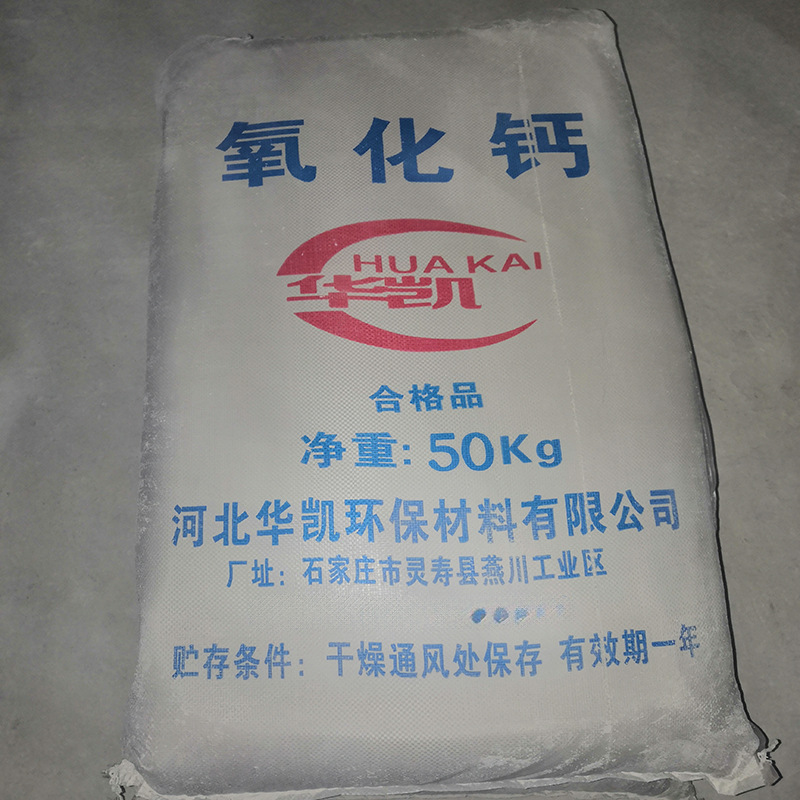 氧化钙
HUA KAI
华凯
合格品
净重:50Kg
河北华凯环保材料有限公司
厂址:石家庄市灵寿县燕川工业区
贮存条件:干燥通风处保存 有效期一年